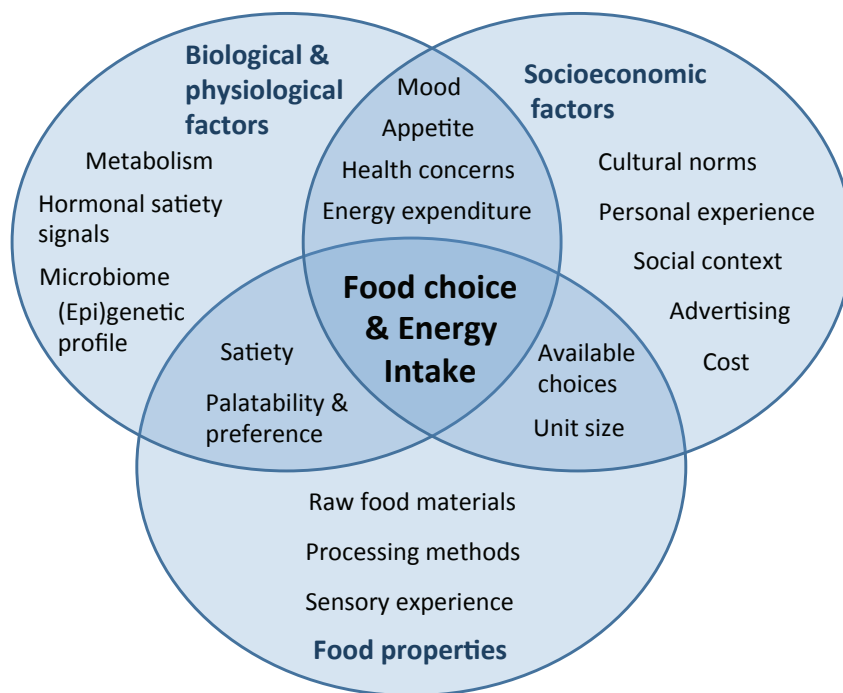 Biological &
physiological
factors
Metabolism
Hormonal satiety
signals
Microbiome
(Epi)genetic
profile
Mood
Appetite
Health concerns
Energy expenditure
Socioeconomic
factors
Cultural norms
Personal experience
Social context
Advertising
Cost
Food choice
& Energy
Intake
Satiety
Palatability &
preference
Available
choices
Unit size
Raw food materials
Processing methods
Sensory experience
Food properties